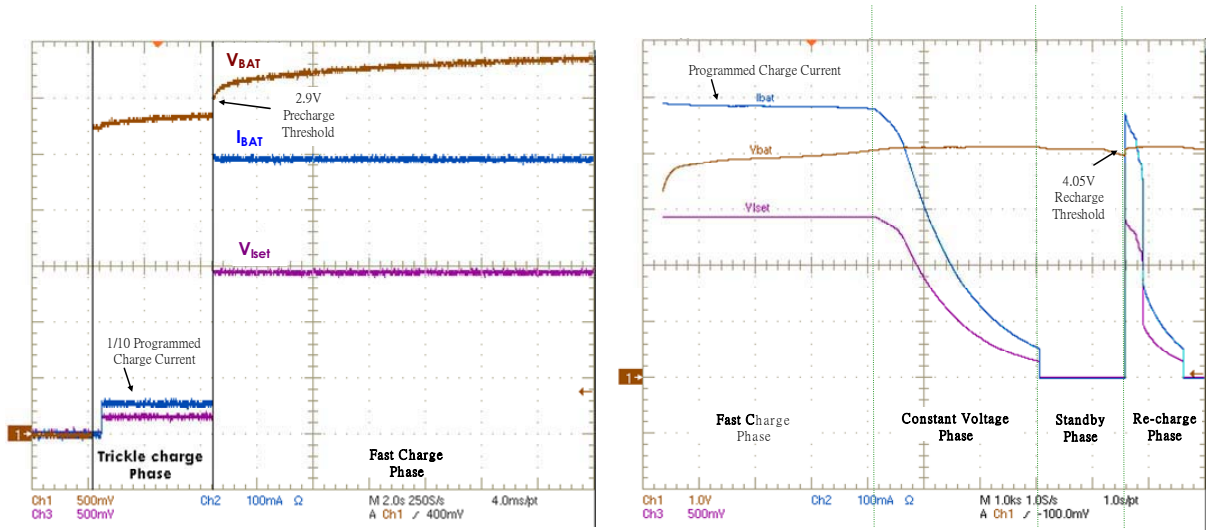 VBAT
2.9V
Precharge
Threshold
IBAT
VIset
1/10 Programmed
Charge Current
1
Trickle charge
Phase
Fast Charge
Phase
Ch1 500mV
Ch2 100mA Ω
M 2.0s 250S/s
4.0ms/pt
Ch3 500mV
A Ch1 ∫ 400mV
Programmed Charge Current
Ibat
Vbat
4.05V
Recharge
Threshold
VIset
1
Fast Charge
Phase
Constant Voltage
Phase
Standby
Phase
Re-charge
Phase
Ch1 1.0V
Ch2 100mA Ω
M 1.0ks 1.0S/s
1.0s/pt
Ch3 500mV
A Ch1 ∫ -100.0mV